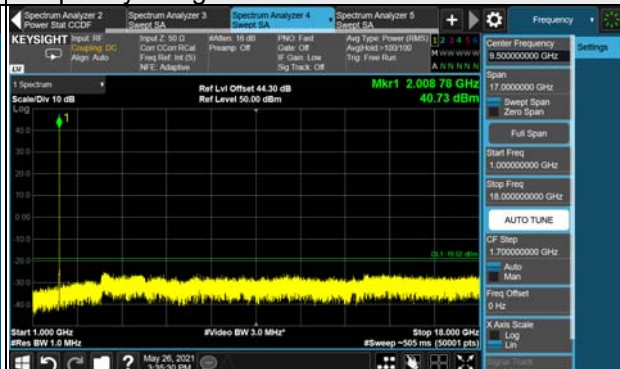 Spectrum Analyzer 2
Power Stat CCDF
Spectrum Analyzer 3
Swept SA
Spectrum Analyzer 4
Swept SA
Spectrum Analyzer 5
Swept SA
+
Frequency
KEYSIGHT
Input: RF
Coupling: DC
Align: Auto
Input Z: 50 Ω
Corr CCorr RCal
Freq Ref: Int (S)
NFE: Adaptive
#Atten: 16 dB
Preamp: Off
PNO: Fast
Gate: Off
IF Gain: Low
Sig Track: Off
Avg Type: Power (RMS)
Avg|Hold:>100/100
Trig: Free Run
1 2 3 4 5 6
M W W W W W
A N N N N N
LM
1 Spectrum
Scale/Div 10 dB
Ref Lvl Offset 44.30 dB
Ref Level 50.00 dBm
Mkr1 2.008 78 GHz
40.73 dBm
Log
1
40.0
30.0
20.0
10.0
0.00
-10.0
-20.0
-30.0
-40.0
Start 1.000 GHz
#Res BW 1.0 MHz
#Video BW 3.0 MHz*
Stop 18.000 GHz
#Sweep ~505 ms (50001 pts)
May 26, 2021
3:35:30 PM
?
Center Frequency
9.500000000 GHz
Settings
Span
17.0000000 GHz
Swept Span
Zero Span
Full Span
Start Freq
1.000000000 GHz
Stop Freq
18.000000000 GHz
AUTO TUNE
CF Step
1.700000000 GHz
Auto
Man
Freq Offset
0 Hz
X Axis Scale
Log
Lin
Signal Track